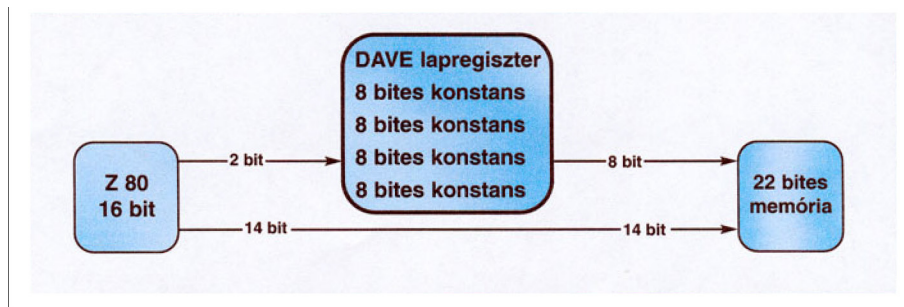 DAVE lapregiszter
8 bites konstans
8 bites konstans
8 bites konstans
8 bites konstans
Z 80
16 bit
2 bit
8 bit
22 bites
memória
14 bit
14 bit